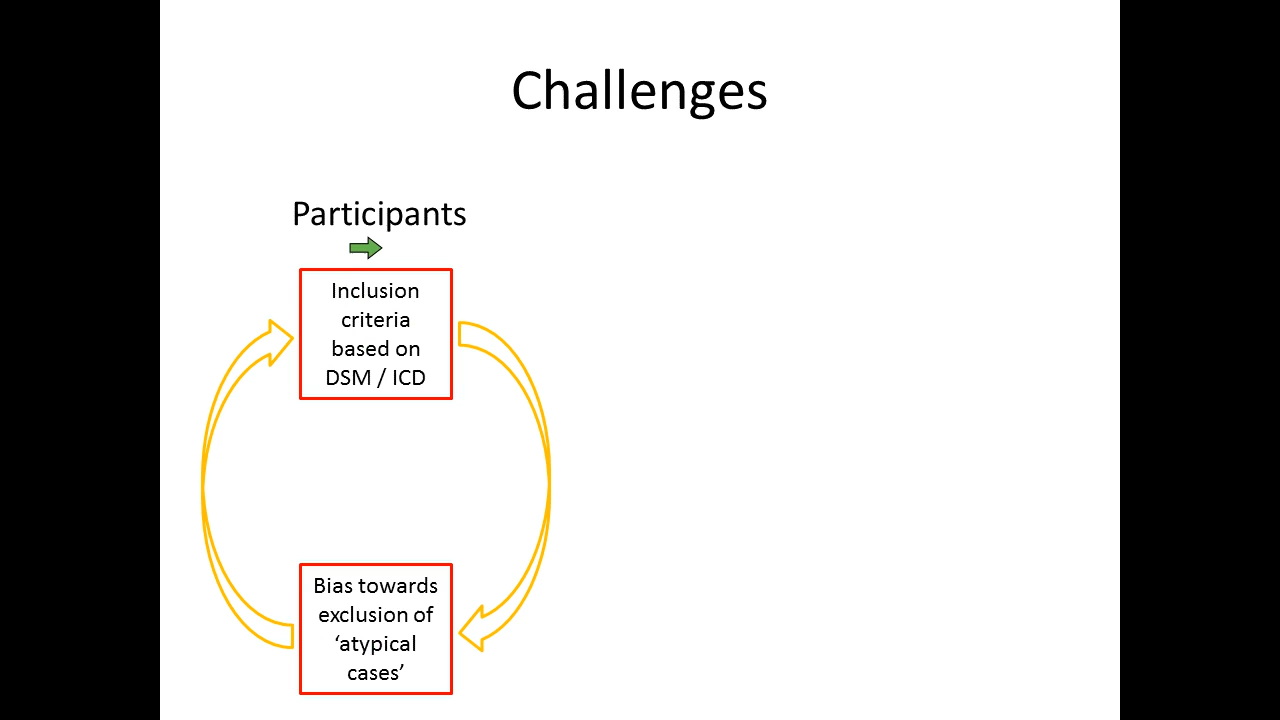 Challenges
Participants
Inclusion
criteria
based on
DSM / ICD
Bias towards
exclusion of
‘atypical
cases’